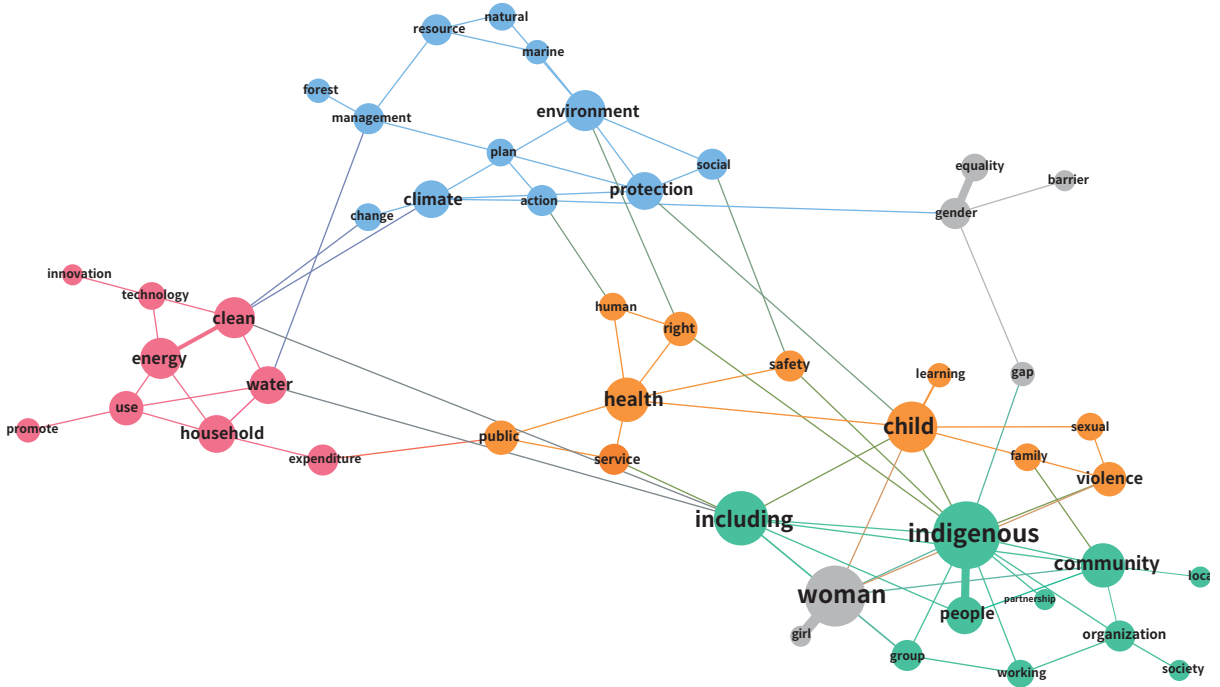 natural
resource
marine
forest
environment
management
plan
social
equality
barrier
protection
climate
action
gender
change
innovation
technology
human
clean
right
energy
safety
gap
learning
water
health
use
child
sexual
promote
household
public
family
expenditure
service
violence
including
indigenous
community
loca
woman
partnership
people
girl
organization
group
society
working